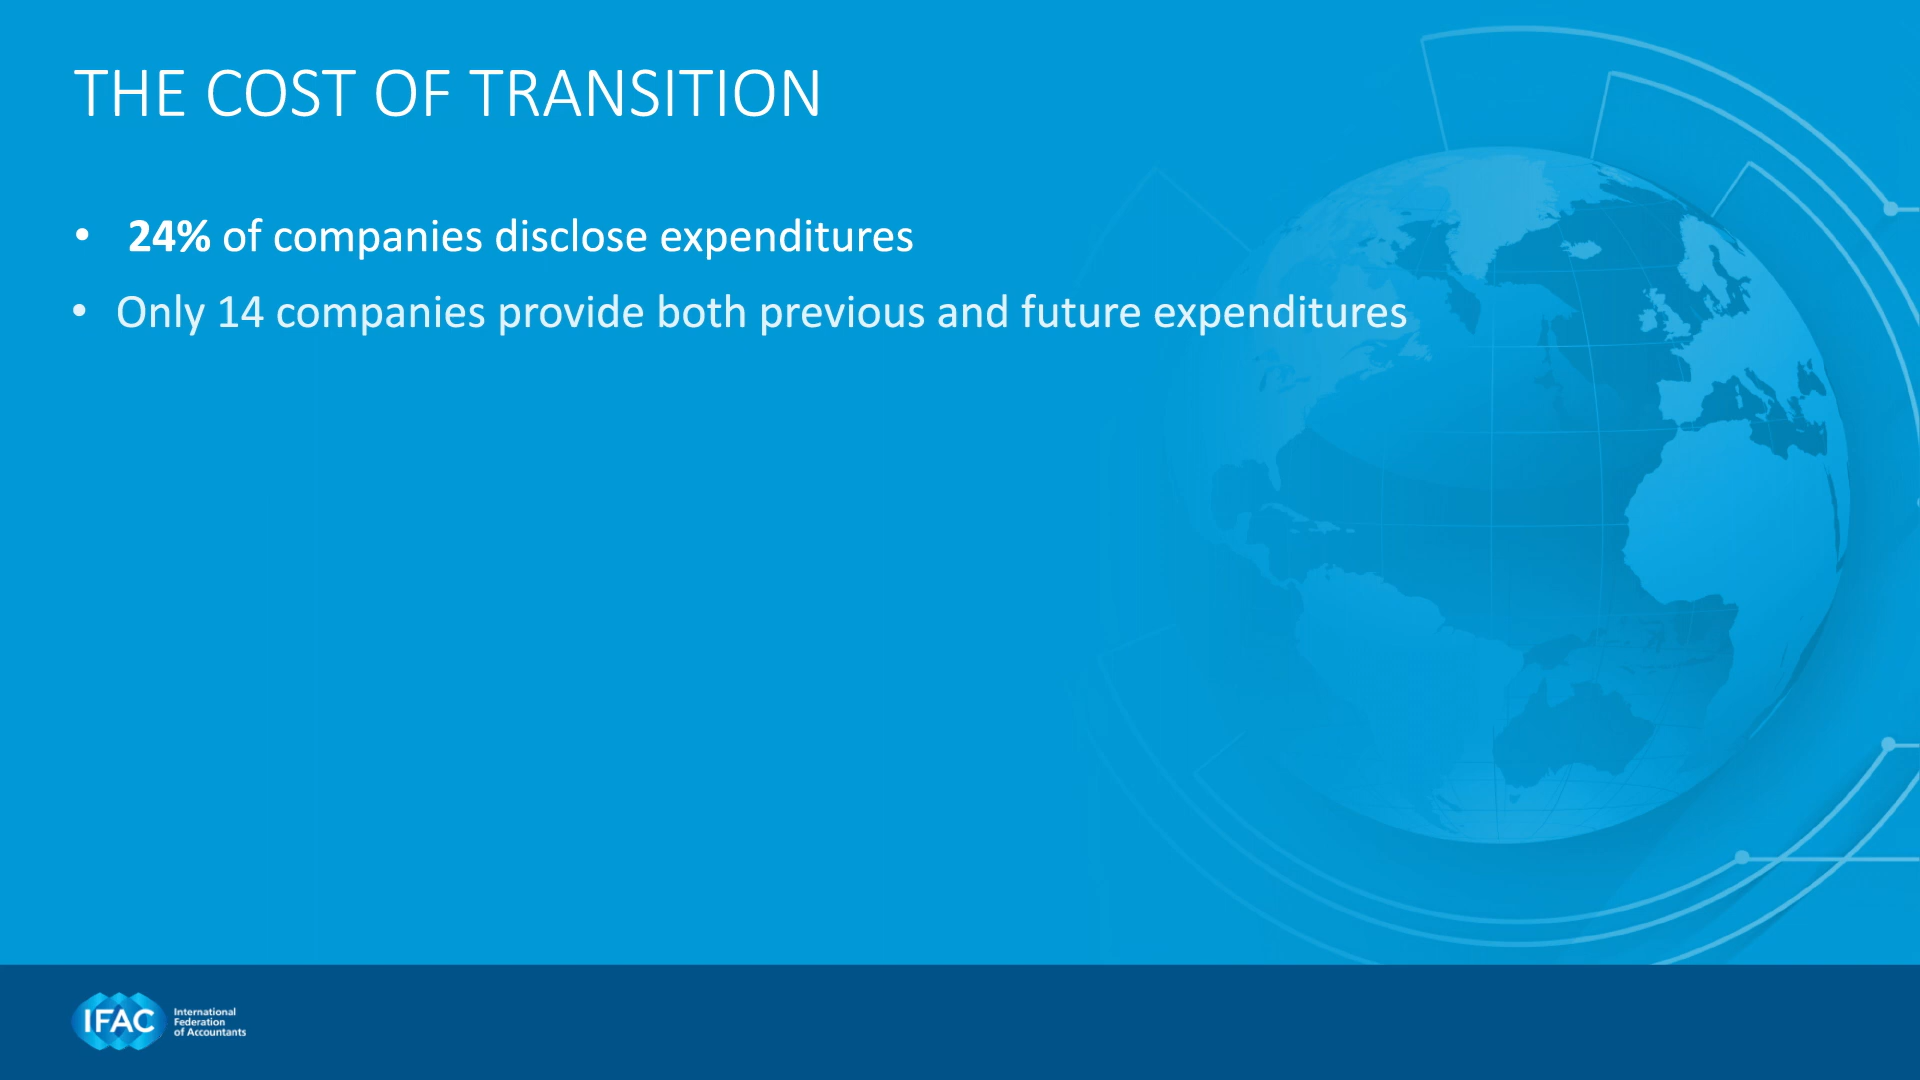 THE COST OF TRANSITION
• 24% of companies disclose expenditures
• Only 14 companies provide both previous and future expenditures
IFAC
International
Federation
of Accountants